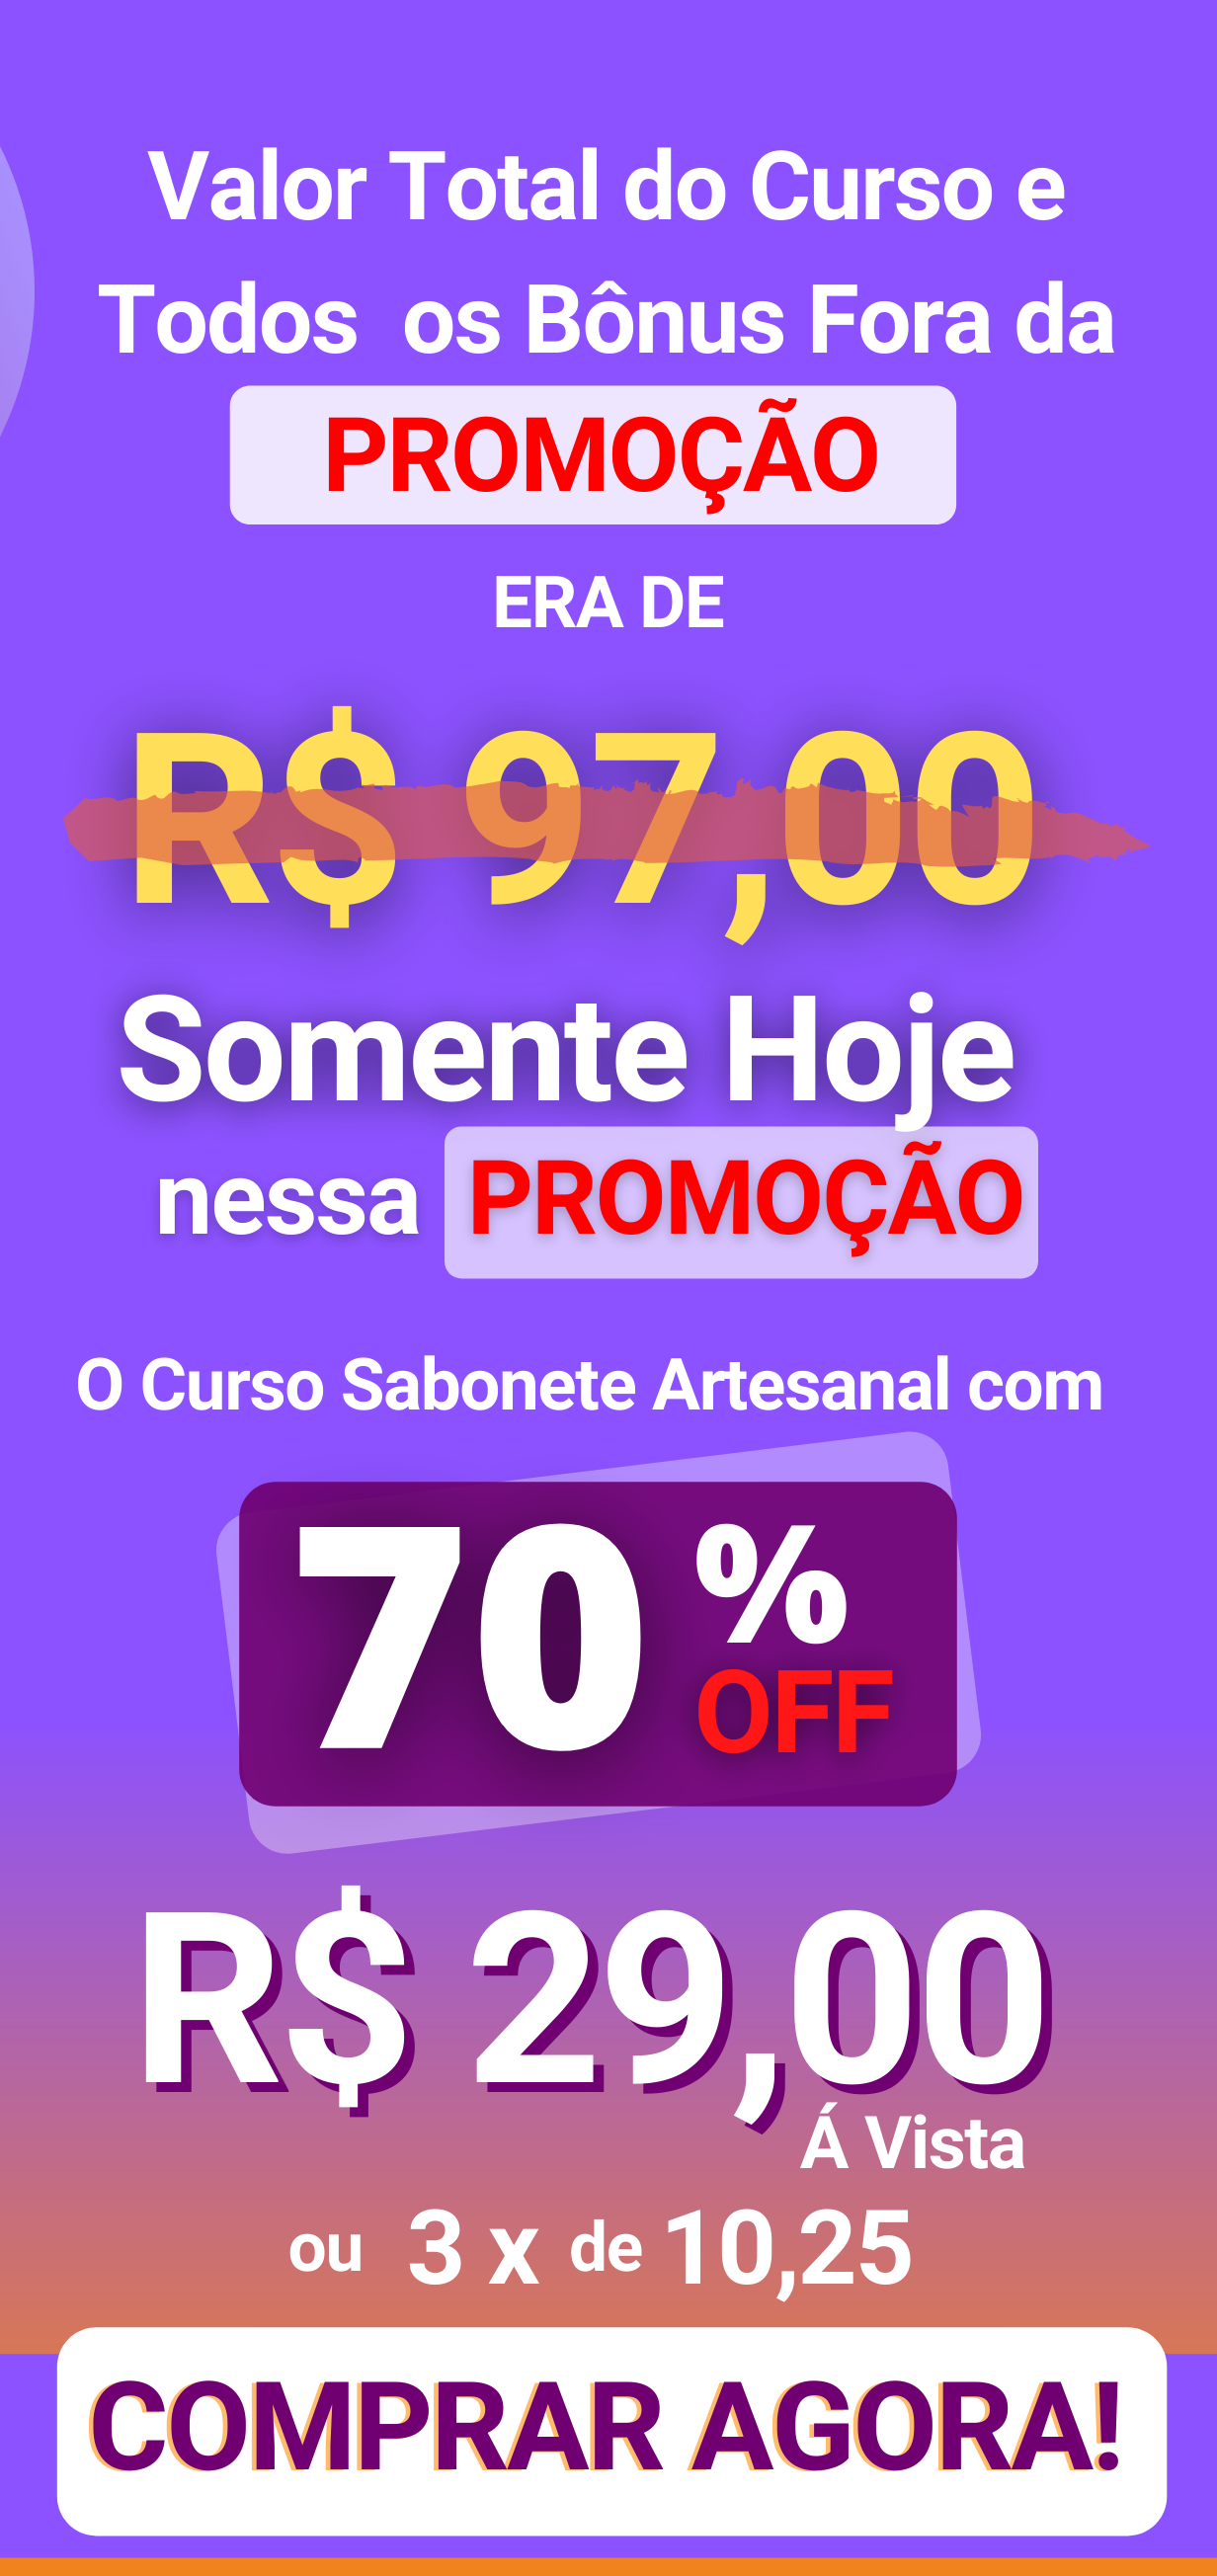 Valor Total do Curso e
Todos os Bônus Fora da
PROMOÇÃO
ERA DE
R$ 97,00
Somente Hoje
nessa PROMOÇÃO
O Curso Sabonete Artesanal com
70 %
OFF
R$ 29,00
Á Vista
ou 3 x de 10,25
COMPRAR AGORA!